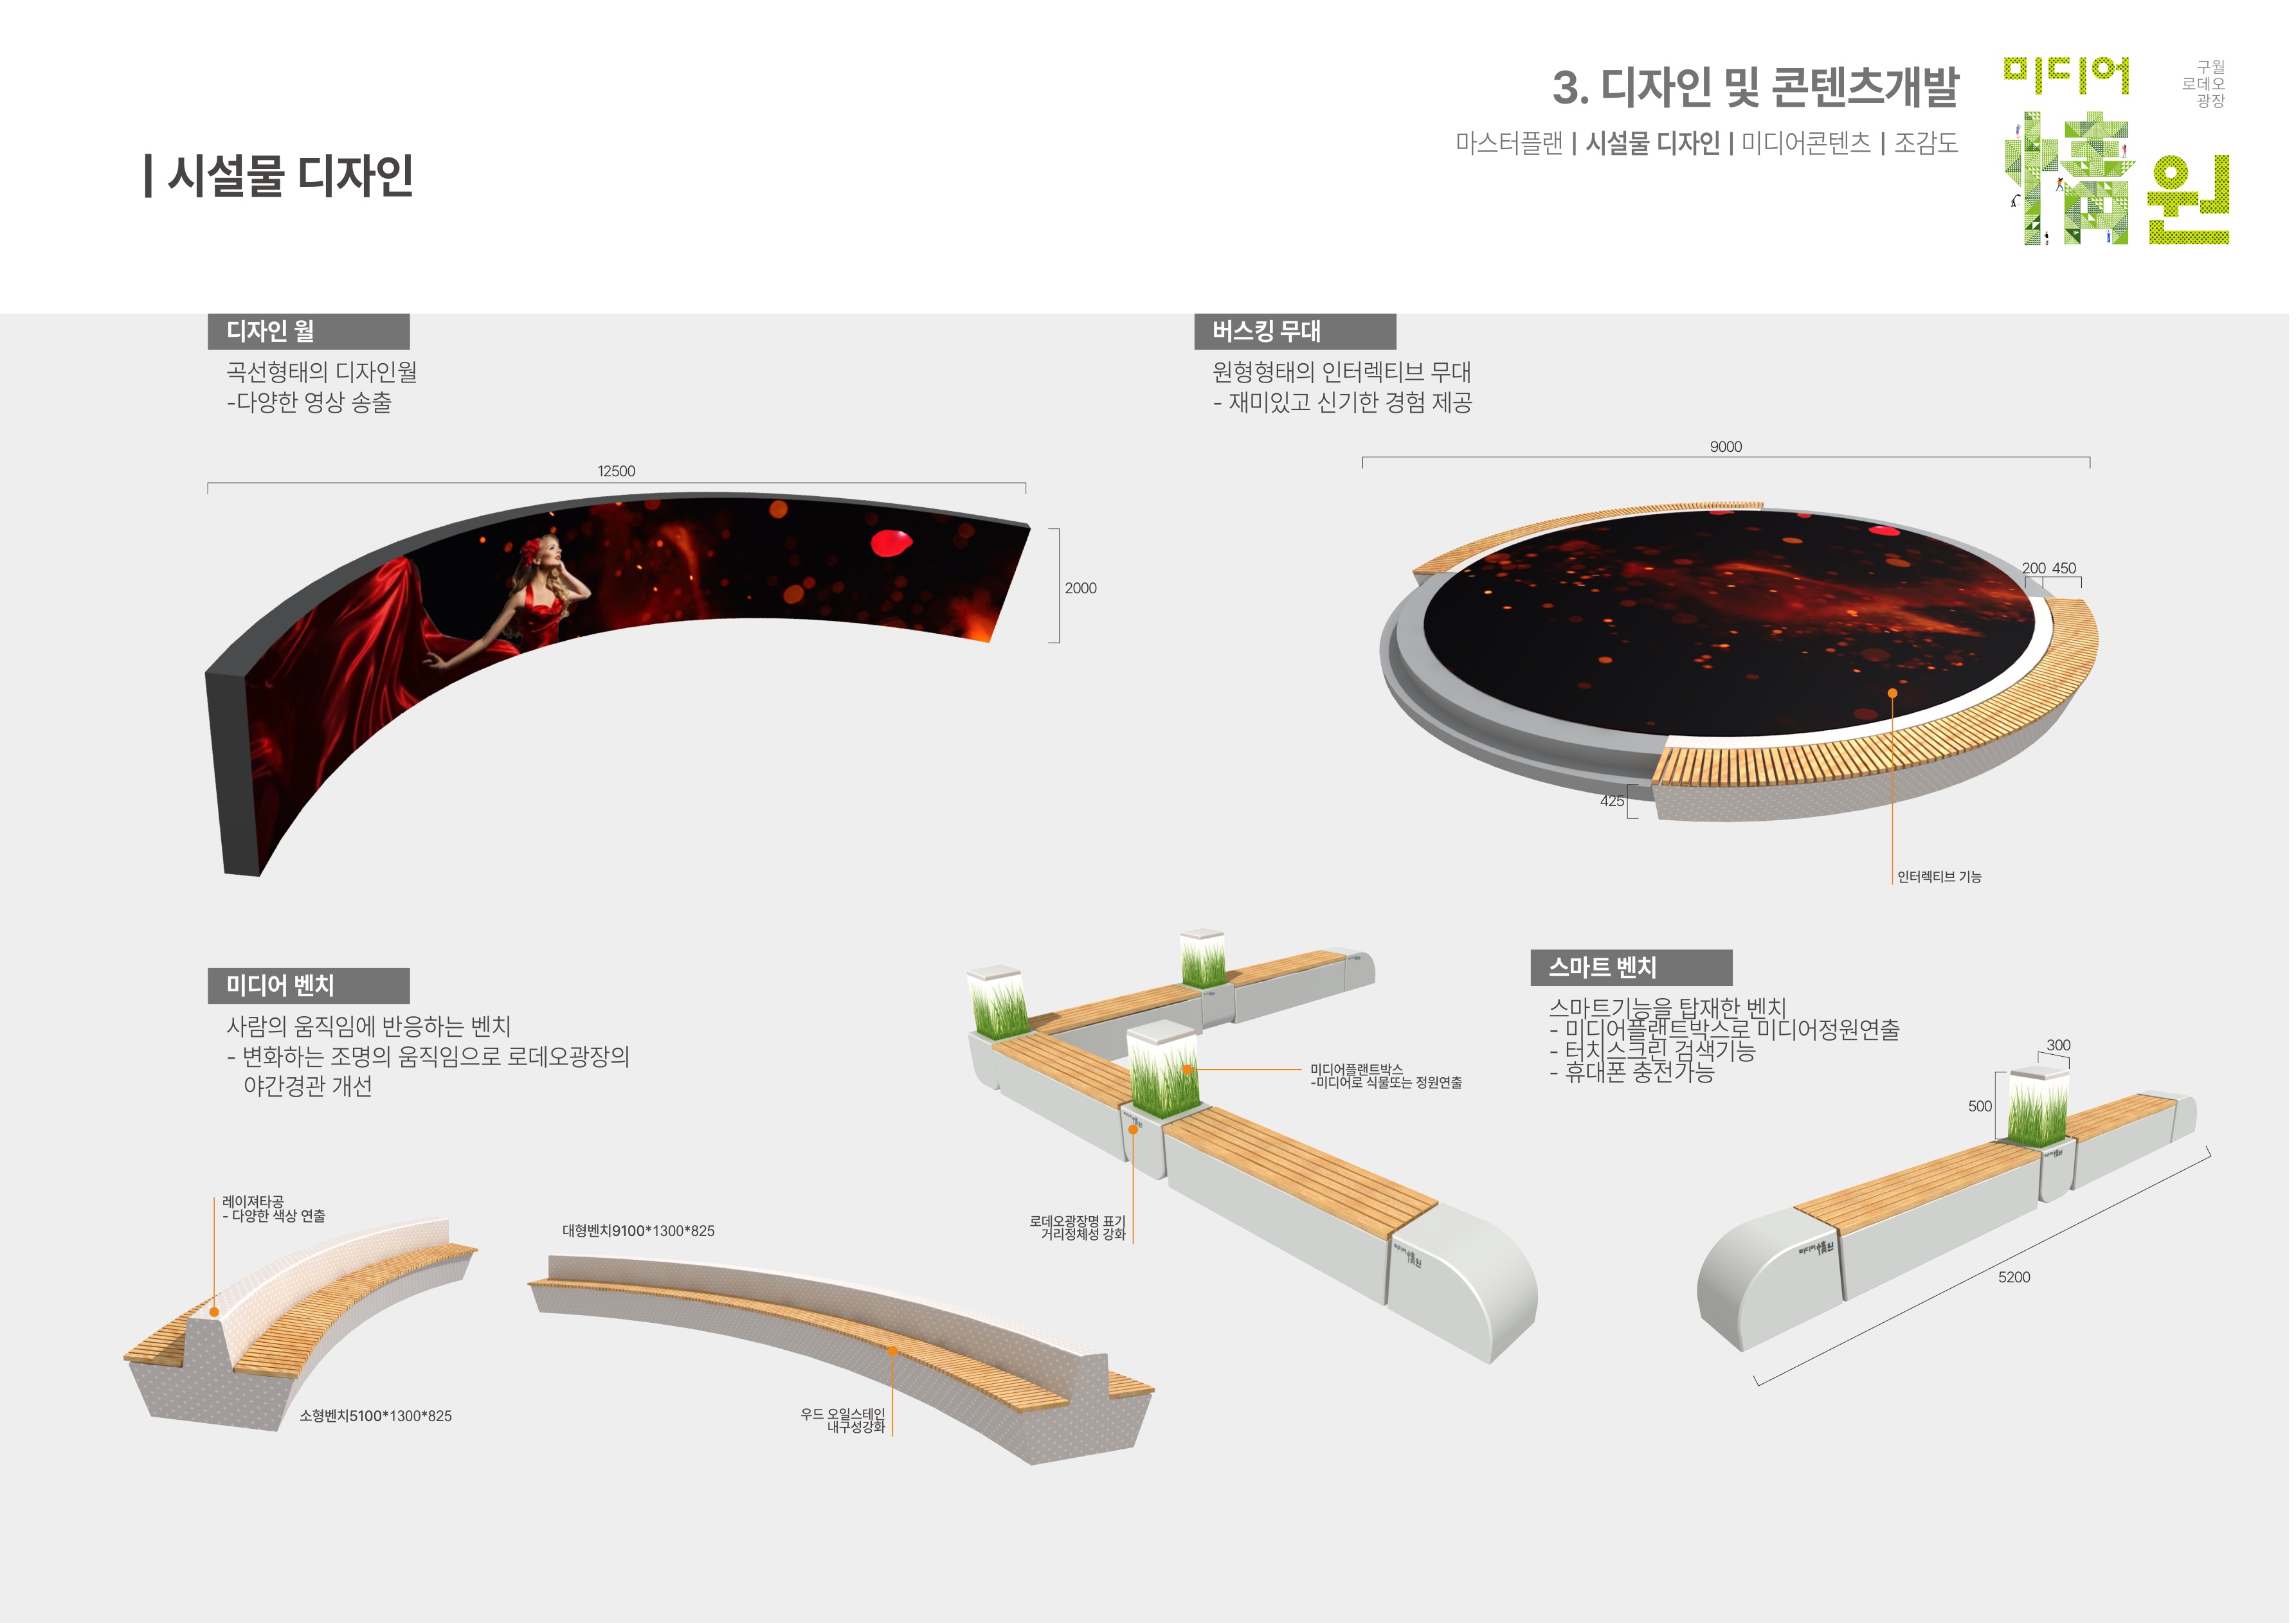 3. 디자인 및 콘텐츠개발
마스터플랜 | 시설물 디자인 | 미디어콘텐츠 | 조감도
미디어
원
구월
로데오
광장
| 시설물 디자인
디자인 월
곡선형태의 디자인월
-다양한 영상 송출
12500
2000
버스킹 무대
원형형태의 인터렉티브 무대
- 재미있고 신기한 경험 제공
9000
200 450
425
인터렉티브 기능
미디어 벤치
사람의 움직임에 반응하는 벤치
- 변화하는 조명의 움직임으로 로데오광장의
야간경관 개선
레이져타공
- 다양한 색상 연출
소형벤치5100*1300*825
대형벤치9100*1300*825
우드 오일스테인
내구성강화
미디어플랜트박스
-미디어로 식물또는 정원연출
로데오광장명 표기
거리정체성 강화
스마트 벤치
스마트기능을 탑재한 벤치
- 미디어플랜트박스로 미디어정원연출
- 터치스크린 검색기능
- 휴대폰 충전가능
300
500
5200